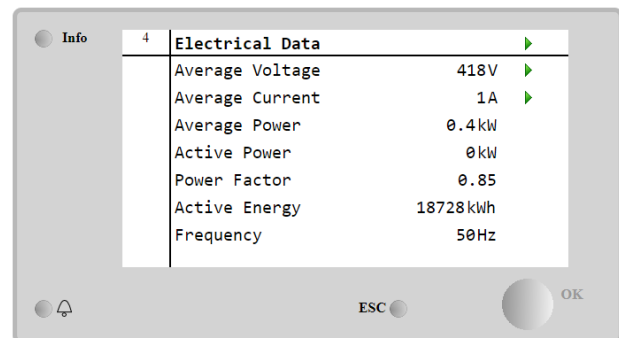 Info
4 Electrical Data
Average Voltage 418V
Average Current 1A
Average Power 0.4kW
Active Power 0kW
Power Factor 0.85
Active Energy 18728kWh
Frequency 50Hz
ESC OK